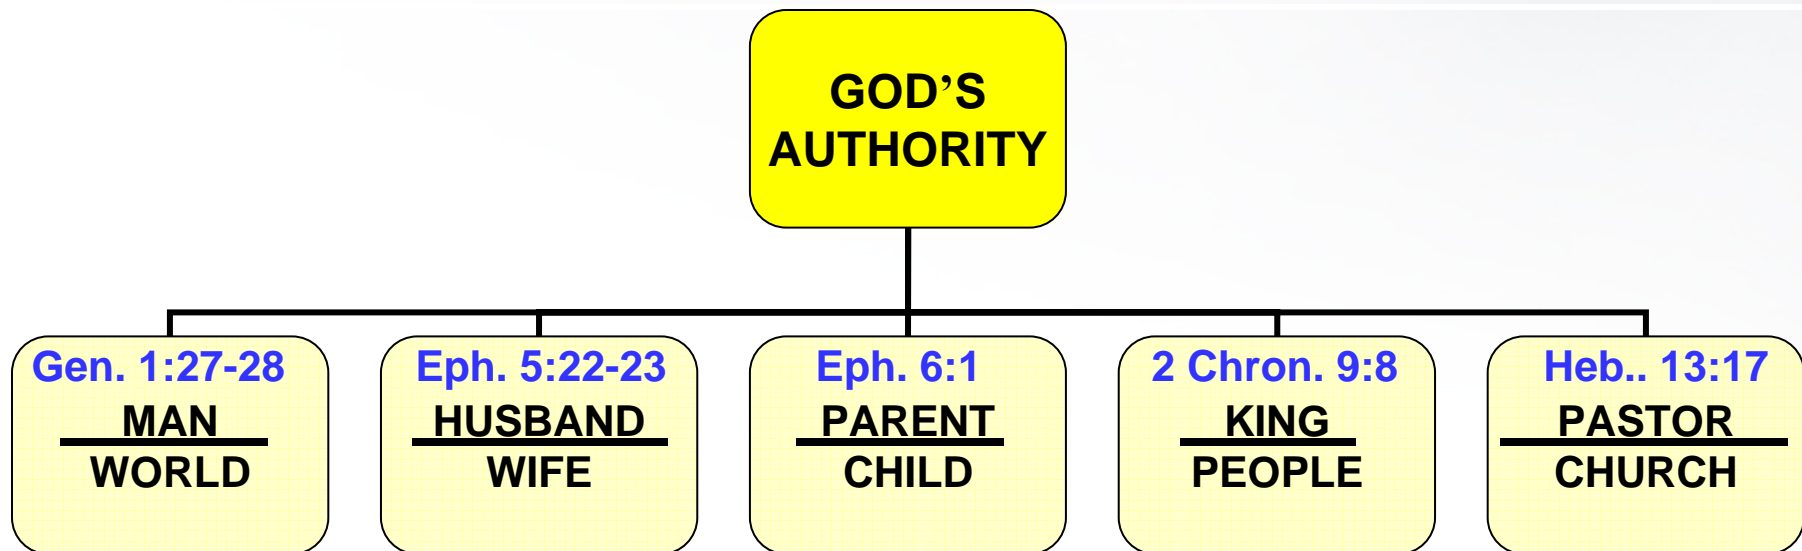 GOD’S
AUTHORITY
Gen. 1:27-28
MAN
WORLD
Eph. 5:22-23
HUSBAND
WIFE
Eph. 6:1
PARENT
CHILD
2 Chron. 9:8
KING
PEOPLE
Heb.. 13:17
PASTOR
CHURCH